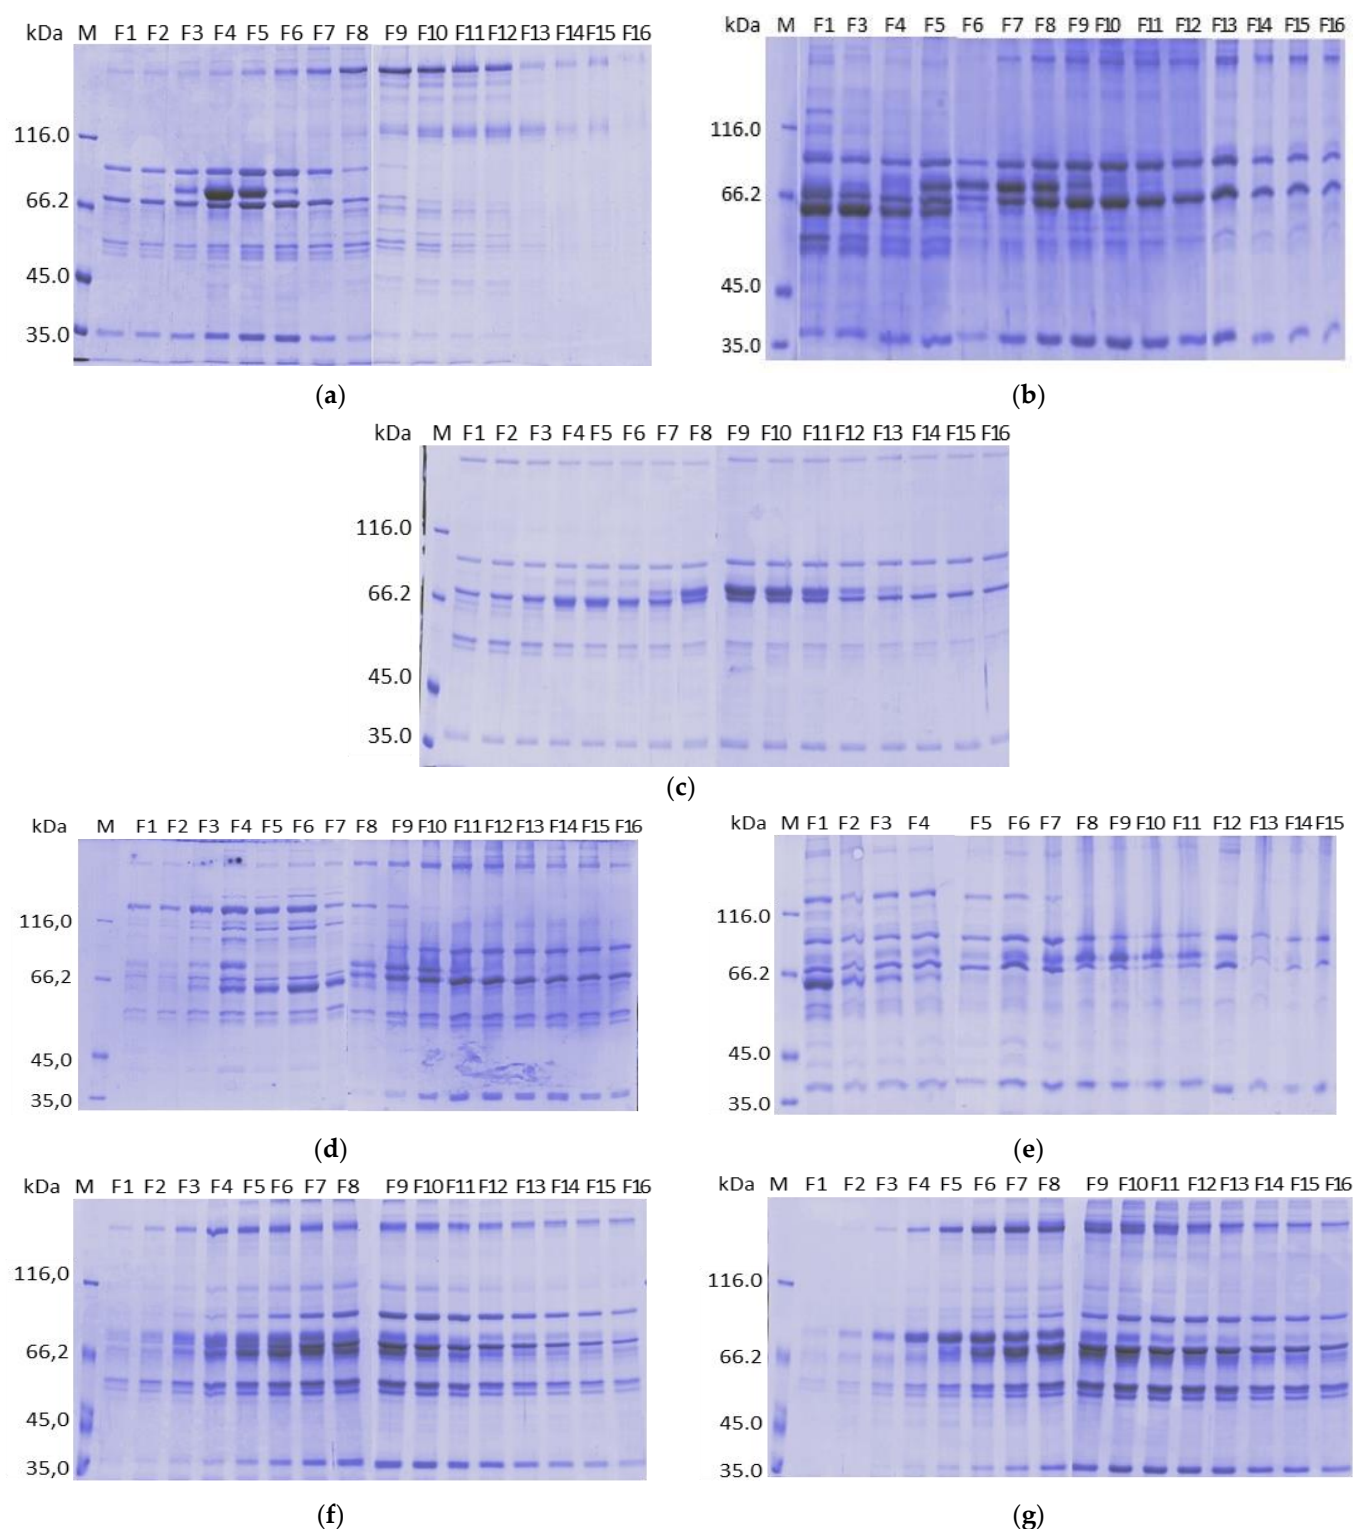 kDa M F1 F2 F3 F4 F5 F6 F7 F8 F9 F10 F11 F12 F13 F14 F15 F16
116.0
66.2
45.0
35.0
(a)
M F1 F3 F4 F5 F6 F7 F8 F9 F10 F11 F12 F13 F14 F15 F16
kDa
116.0
66.2
45.0
35.0
(b)
kDa M F1 F2 F3 F4 F5 F6 F7 F8 F9 F10 F11 F12 F13 F14 F15 F16
116.0
66.2
45.0
35.0
(c)
kDa M F1 F2 F3 F4 F5 F6 F7 F8 F9 F10 F11 F12 F13 F14 F15 F16
116,0
66,2
45,0
35,0
(d)
kDa M F1 F2 F3 F4 F5 F6 F7 F8 F9 F10 F11 F12 F13 F14 F15
116.0
66.2
45.0
35.0
(e)
kDa M F1 F2 F3 F4 F5 F6 F7 F8 F9 F10 F11 F12 F13 F14 F15 F16
116,0
66,2
45,0
35,0
(f)
kDa M F1 F2 F3 F4 F5 F6 F7 F8 F9 F10 F11 F12 F13 F14 F15 F16
116.0
66.2
45.0
35.0
(g)